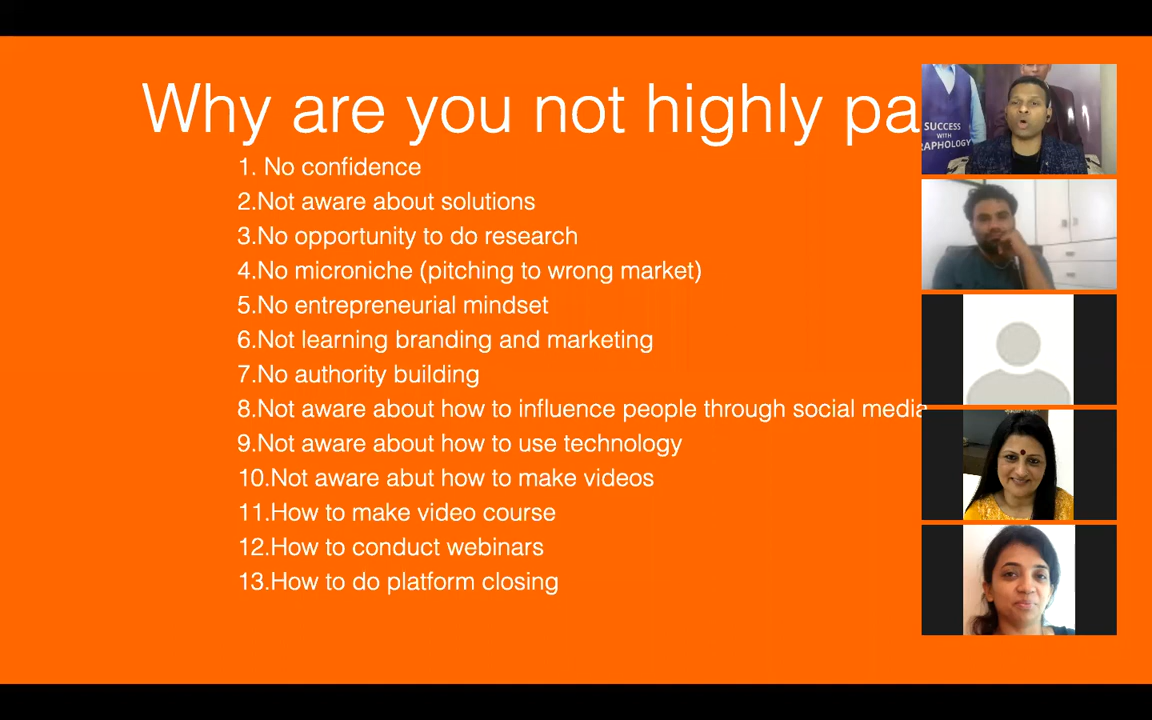 Why are you not highly pa
1. No confidence
2.Not aware about solutions
3.No opportunity to do research
4.No microniche (pitching to wrong market)
5.No entrepreneurial mindset
6.Not learning branding and marketing
7.No authority building
8.Not aware about how to influence people through social media
9.Not aware about how to use technology
10.Not aware abut how to make videos
11.How to make video course
12.How to conduct webinars
13.How to do platform closing
SUCCESS
WITH
RAPHOLOGY